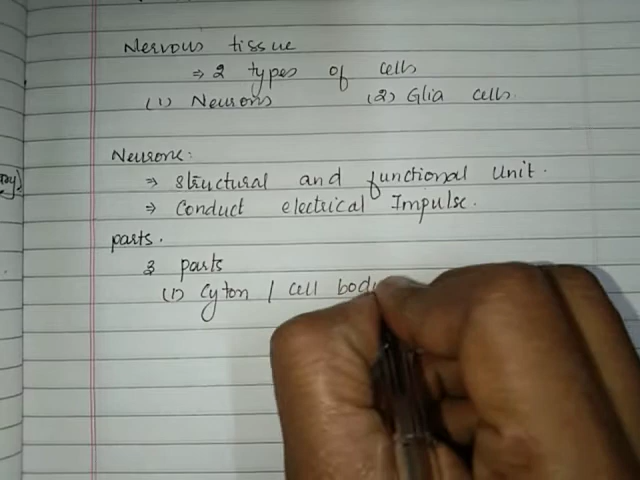 Nervous tissue
⇒ 2 types of cells
(1) Neurons (2) Glia cells.
Neurone:
⇒ structural and functional Unit.
⇒ Conduct electrical Impulse.
parts.
3 parts
(1) Cyton / cell body